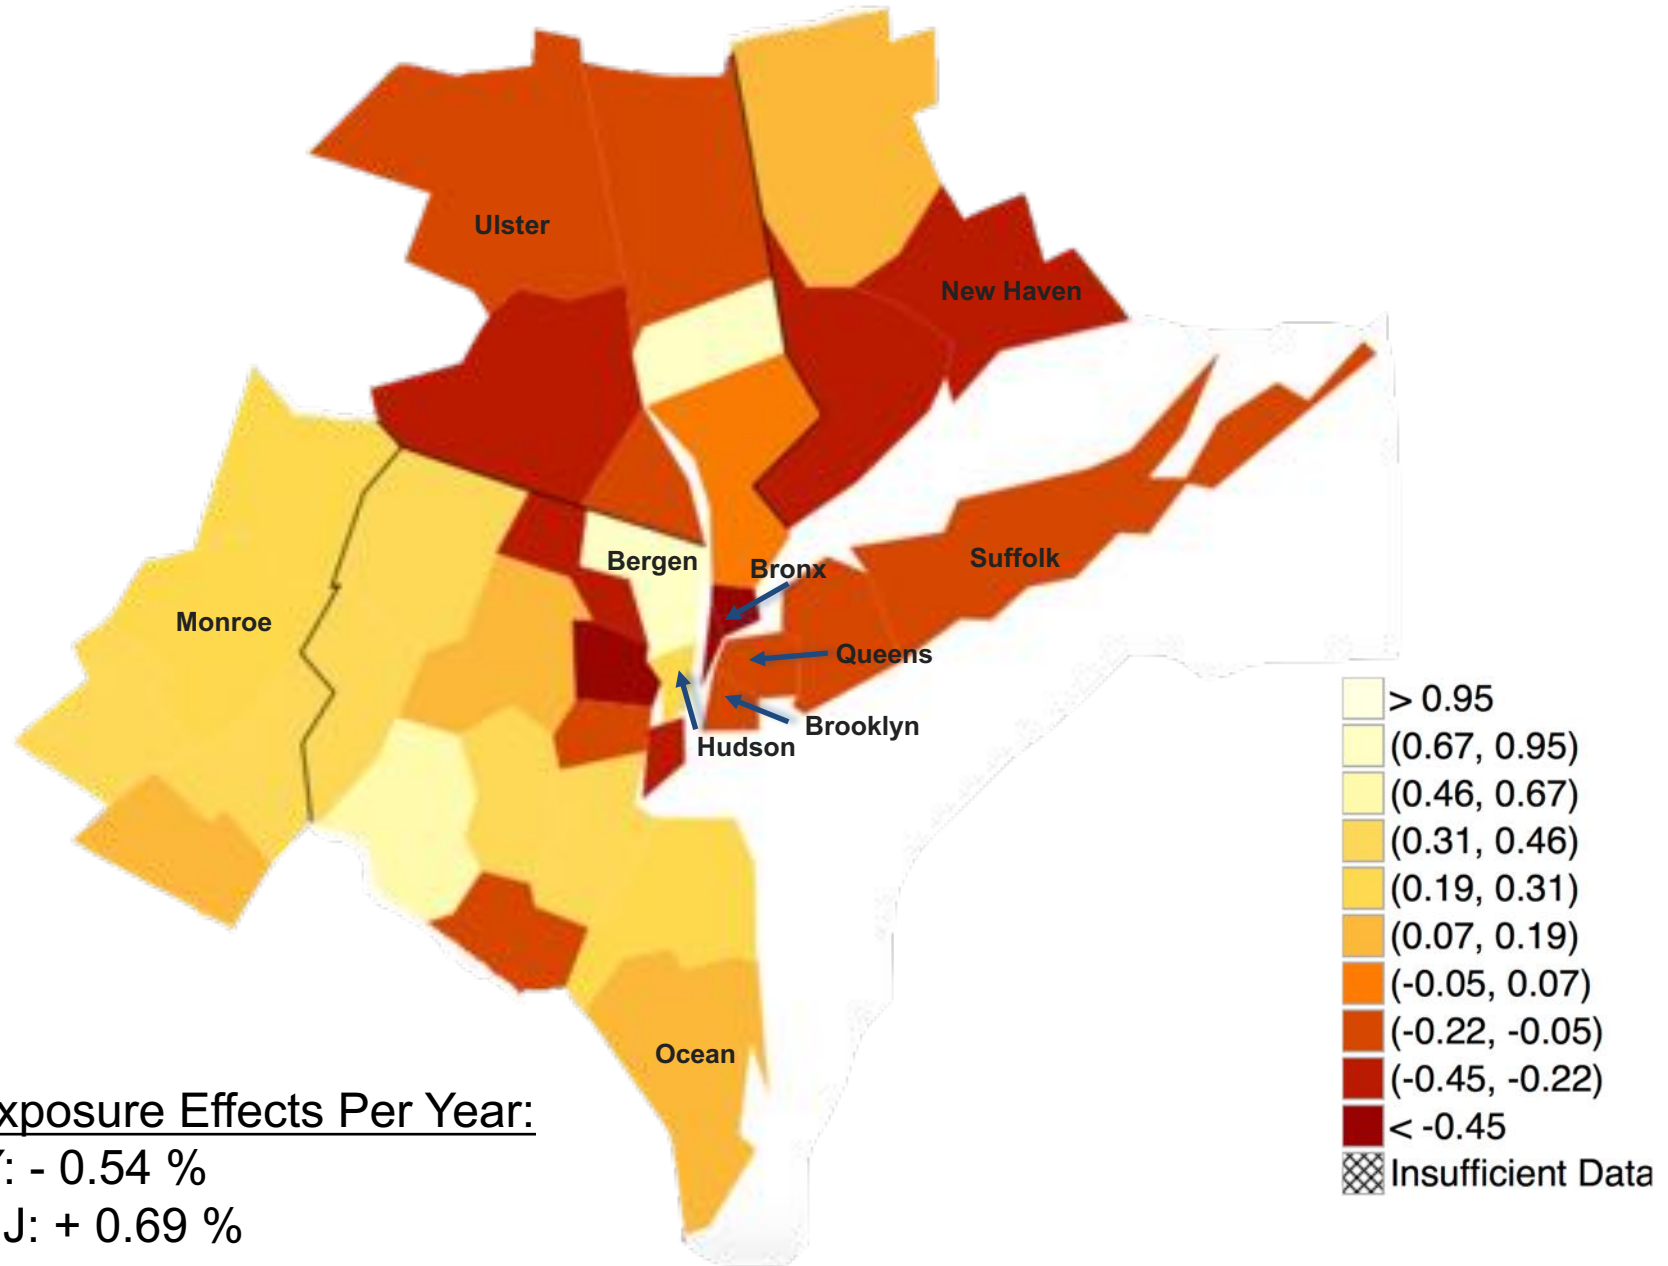 Ulster
New Haven
Bergen
Bronx
Suffolk
Monroe
Queens
Brooklyn
Hudson
Ocean
> 0.95
(0.67, 0.95)
(0.46, 0.67)
(0.31, 0.46)
(0.19, 0.31)
(0.07, 0.19)
(-0.05, 0.07)
(-0.22, -0.05)
(-0.45, -0.22)
< -0.45
Insufficient Data
xposure Effects Per Year:
: - 0.54 %
J: + 0.69 %